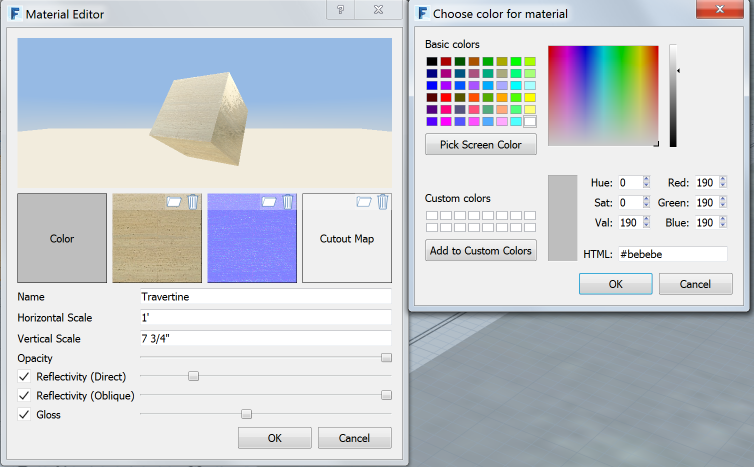 Material Editor
Color
Cutout Map
Name
Travertine
Horizontal Scale
1'
Vertical Scale
7 3/4"
Opacity
Reflectivity (Direct)
Reflectivity (Oblique)
Gloss
OK
Cancel
Choose color for material
Basic colors
Pick Screen Color
Custom colors
Add to Custom Colors
Hue: 0
Red: 190
Sat: 0
Green: 190
Val: 190
Blue: 190
HTML: #bebebe
OK
Cancel